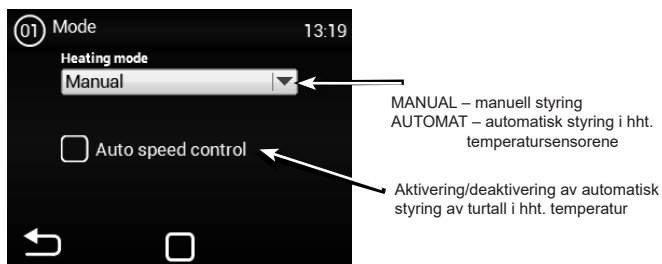 01 Mode 13:19
Heating mode
Manual
Auto speed control
MANUAL – manuell styring
AUTOMAT – automatisk styring i hht.
temperatursensorene
Aktivering/deaktivering av automatisk
styring av turtall i hht. temperatur